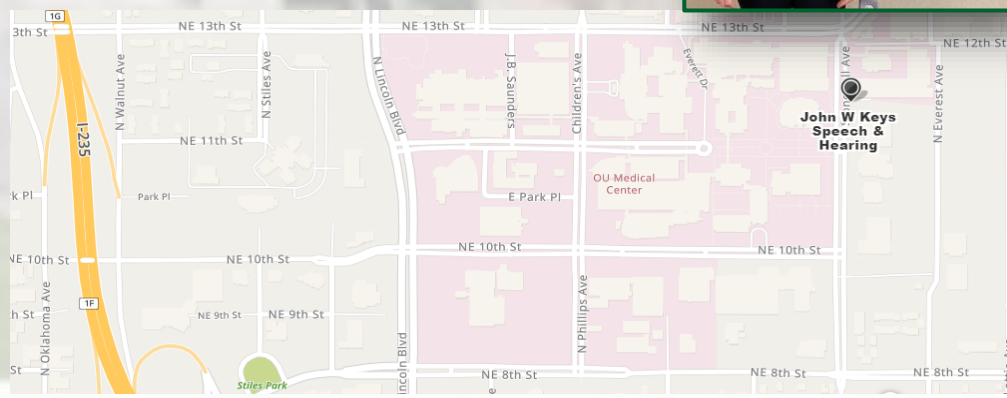 1G
3th St
NE 13th St
NE 13th St
NE 13th St
NE 12th St
N Walnut Ave
N Stiles Ave
N Lincoln Blvd
J.B. Saunders
Children's Ave
Everett Dr
N Everest Ave
John W Keys
Speech &
Hearing
I-235
NE 11th St
OU Medical
Center
k Pl
Park Pl
E Park Pl
NE 10th St
NE 10th St
NE 10th St
NE 10th St
1F
N Oklahoma Ave
h St
NE 9th St
NE 9th St
N Phillips Ave
incoln Blvd
St
NE 8th St
NE 8th St
NE 8th St
Stiles Park